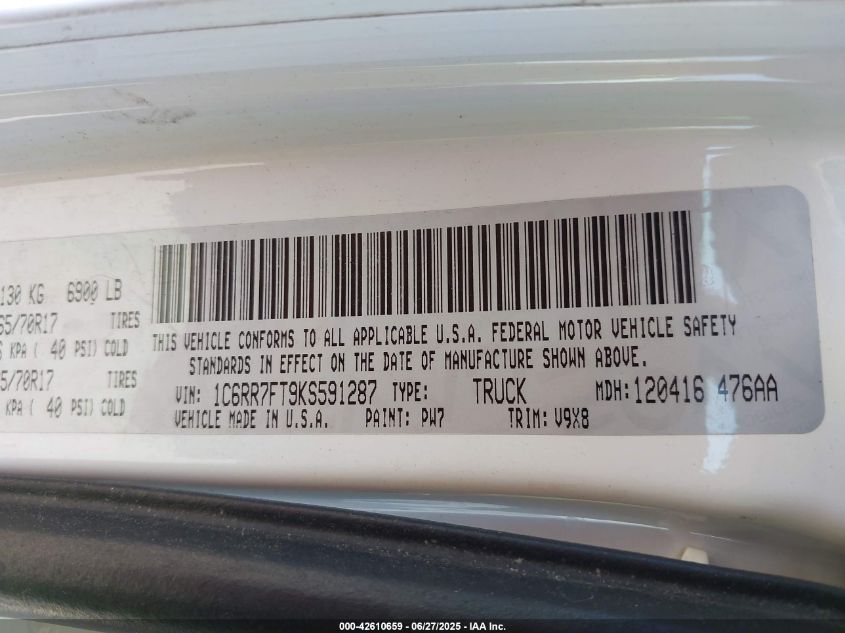 130 KG 6900 LB
65/70R17 TIRES
KPA ( 40 PSI) COLD
5/70R17 TIRES
KPA ( 40 PSI) COLD
THIS VEHICLE CONFORMS TO ALL APPLICABLE U.S.A. FEDERAL MOTOR VEHICLE SAFETY
STANDARDS IN EFFECT ON THE DATE OF MANUFACTURE SHOWN ABOVE.
VIN: 1C6RR7FT9KS591287 TYPE: TRUCK MDH: 120416 476AA
VEHICLE MADE IN U.S.A. PAINT: PW7 TRIM: V9X8
000-42610659 - 06/27/2025 - IAA Inc.